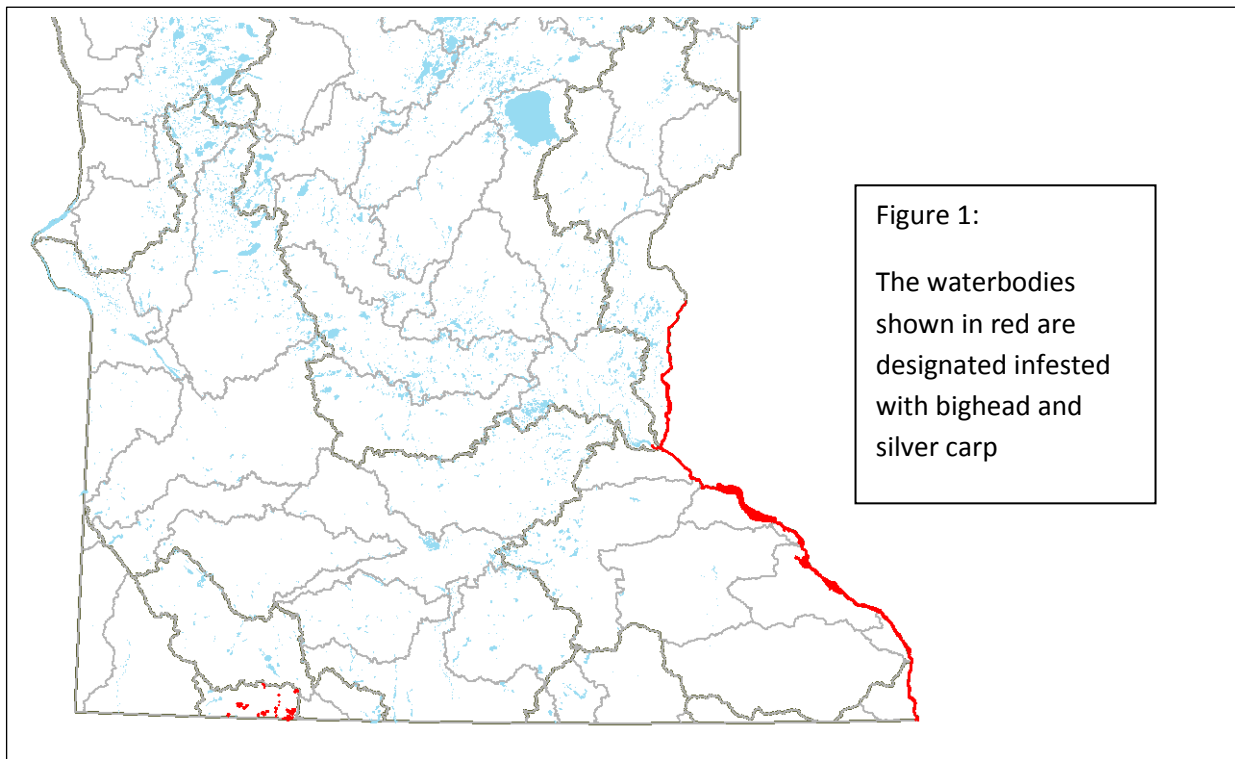 Figure 1:
The waterbodies
shown in red are
designated infested
with bighead and
silver carp